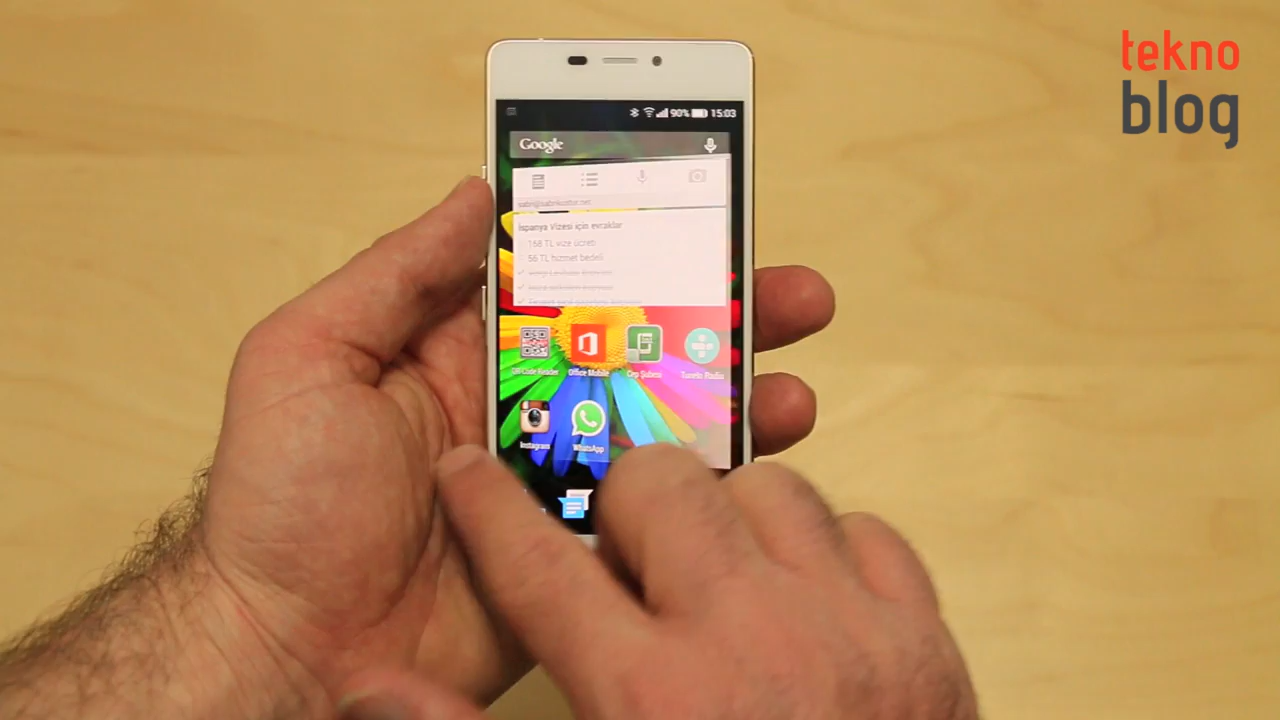 tekno
blog
90% 15:03
Google
İspanya Vizesi için evraklar
168 TL vize ücreti
56 TL hizmet bedeli
QR Code Reader
Office Mobile
Cep Şubesi
TuneIn Radio
Instagram
WhatsApp